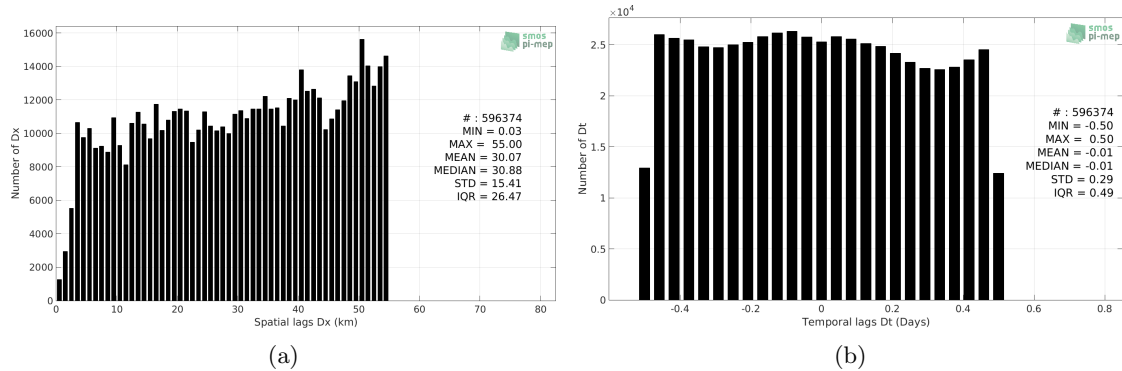 16000
14000
12000
10000
8000
6000
4000
2000
0
Number of Dx
0 10 20 30 40 50 60 70 80
Spatial lags Dx (km)
smos
pi-mep
# : 596374
MIN = 0.03
MAX = 55.00
MEAN = 30.07
MEDIAN = 30.88
STD = 15.41
IQR = 26.47
(a)
×10⁴
2.5
2
1.5
1
0.5
0
Number of Dt
-0.4 -0.2 0 0.2 0.4 0.6 0.8
Temporal lags Dt (Days)
smos
pi-mep
# : 596374
MIN = -0.50
MAX = 0.50
MEAN = -0.01
MEDIAN = -0.01
STD = 0.29
IQR = 0.49
(b)